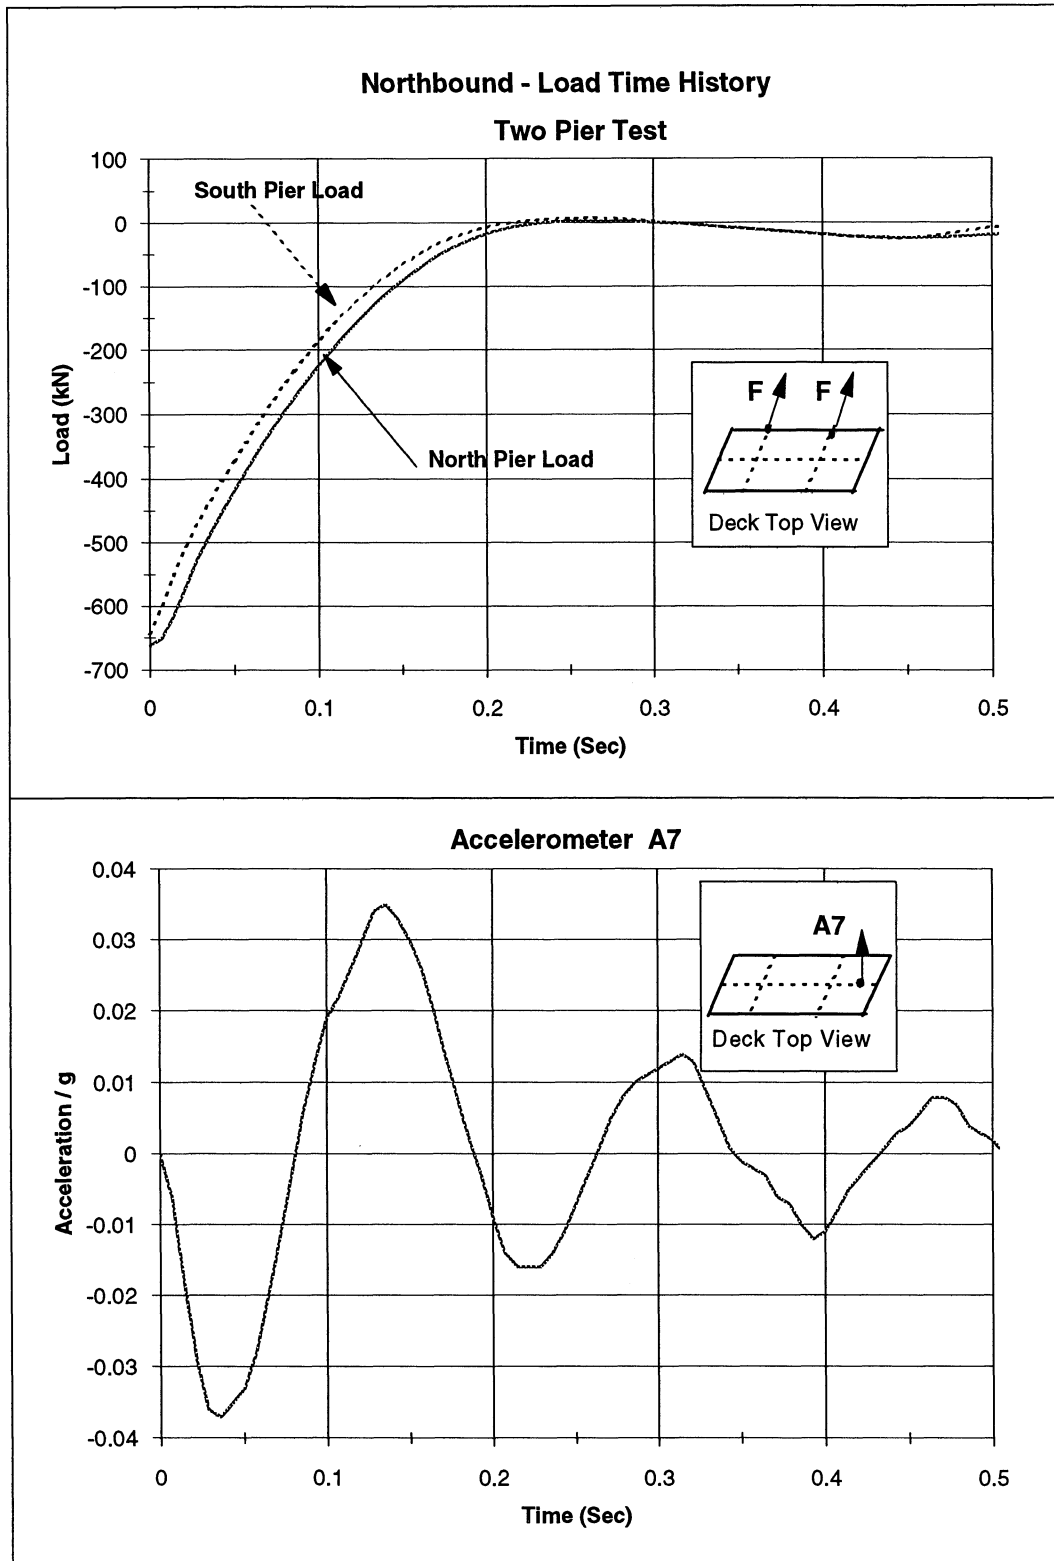 Northbound - Load Time History
Two Pier Test
100
0
-100
-200
-300
-400
-500
-600
-700
Load (kN)
South Pier Load
North Pier Load
F F
Deck Top View
0 0.1 0.2 0.3 0.4 0.5
Time (Sec)
Accelerometer A7
0.04
0.03
0.02
0.01
0
-0.01
-0.02
-0.03
-0.04
Acceleration / g
A7
Deck Top View
0 0.1 0.2 0.3 0.4 0.5
Time (Sec)